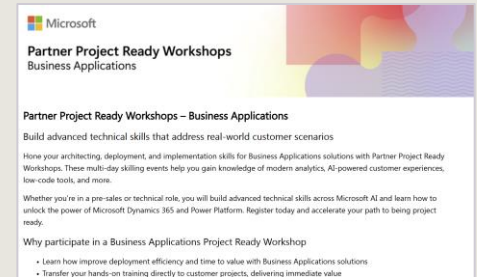 Microsoft
Partner Project Ready Workshops
Business Applications
Partner Project Ready Workshops – Business Applications
Build advanced technical skills that address real-world customer scenarios
Hone your architecting, deployment, and implementation skills for Business Applications solutions with Partner Project Ready
Workshops. These multi-day skilling events help you gain knowledge of modern analytics, AI-powered customer experiences,
low-code tools, and more.
Whether you're in a pre-sales or technical role, you will build advanced technical skills across Microsoft AI and learn how to
unlock the power of Microsoft Dynamics 365 and Power Platform. Register today and accelerate your path to being project
ready.
Why participate in a Business Applications Project Ready Workshop
• Learn how improve deployment efficiency and time to value with Business Applications solutions
• Transfer your hands-on training directly to customer projects, delivering immediate value